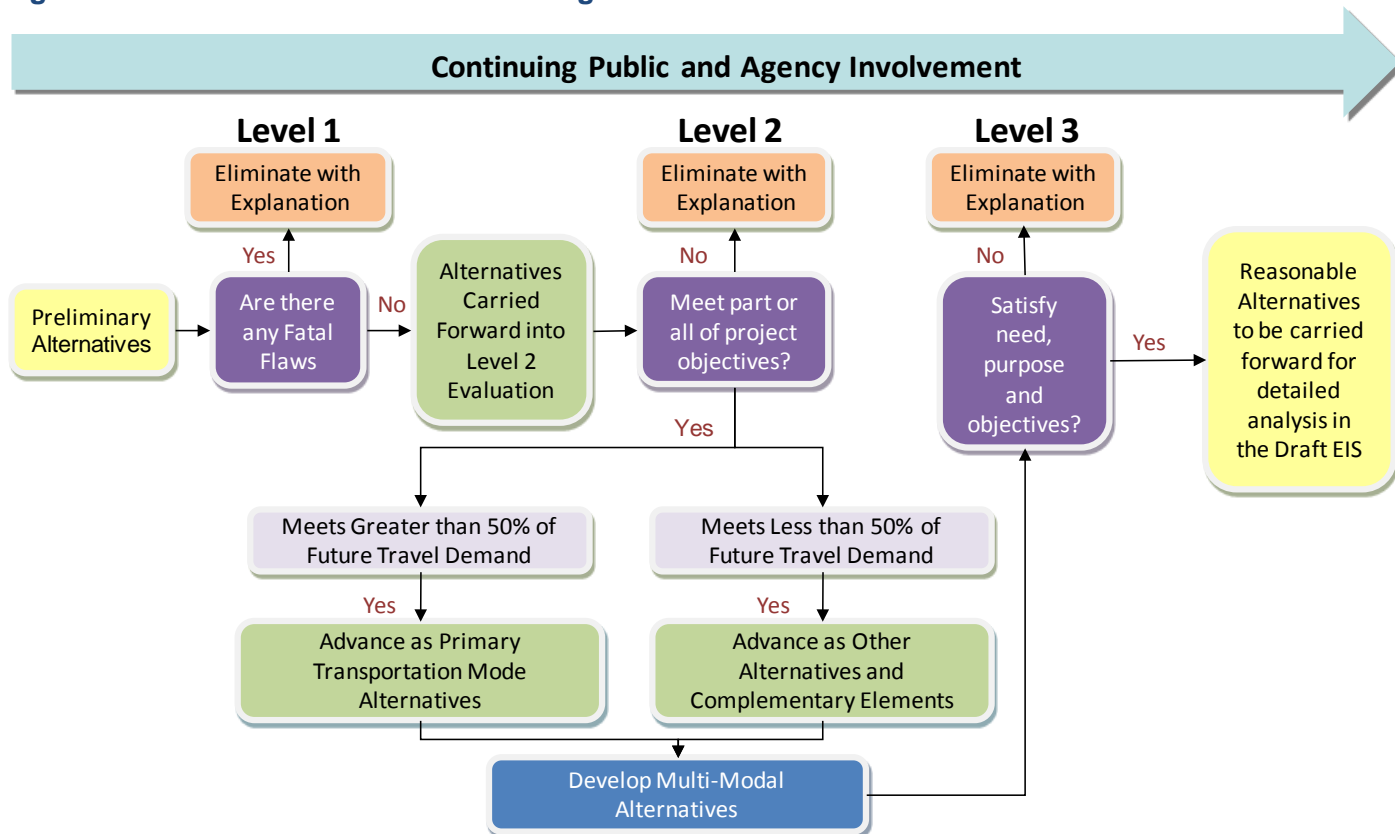 Continuing Public and Agency Involvement
Level 1
Level 2
Level 3
Eliminate with
Explanation
Eliminate with
Explanation
Eliminate with
Explanation
Yes
No
No
Preliminary
Alternatives
Are there
any Fatal
Flaws
No
Alternatives
Carried
Forward into
Level 2
Evaluation
Meet part or
all of project
objectives?
Satisfy
need,
purpose
and
objectives?
Yes
Reasonable
Alternatives
to be carried
forward for
detailed
analysis in
the Draft EIS
Yes
Meets Greater than 50% of
Future Travel Demand
Meets Less than 50% of
Future Travel Demand
Yes
Yes
Advance as Primary
Transportation Mode
Alternatives
Advance as Other
Alternatives and
Complementary Elements
Develop Multi-Modal
Alternatives